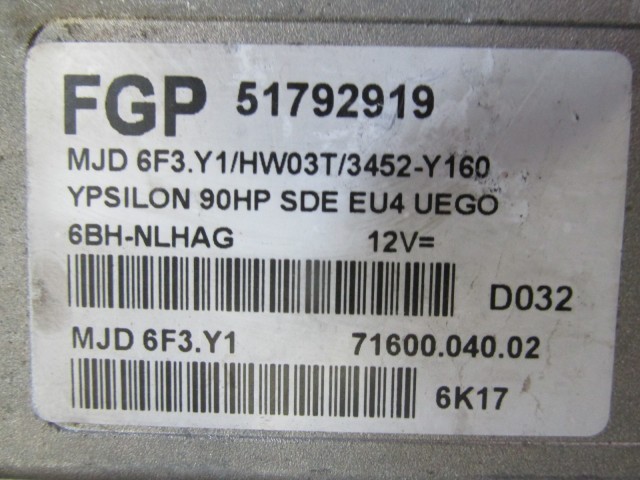 FGP 51792919
MJD 6F3.Y1/HW03T/3452-Y160
YPSILON 90HP SDE EU4 UEGO
6BH-NLHAG 12V=
D032
MJD 6F3.Y1 71600.040.02
6K17